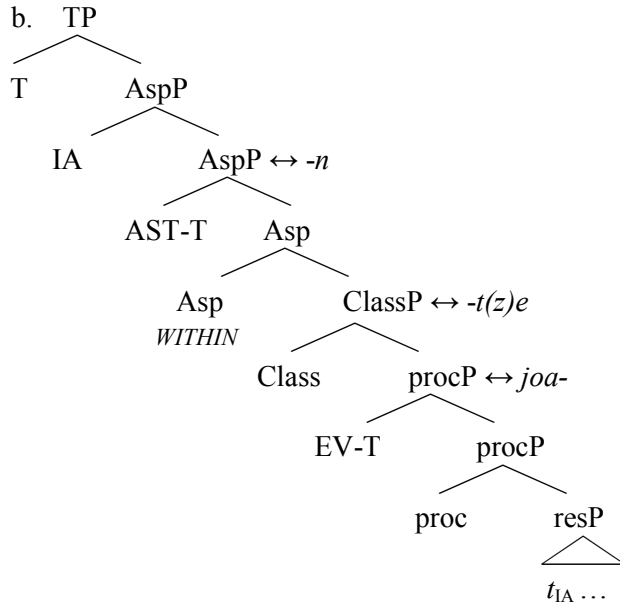 b. TP
T AspP
IA AspP ↔ -n
AST-T Asp
Asp ClassP ↔ -t(z)e
WITHIN
Class procP ↔ joa-
EV-T procP
proc resP
tIA …